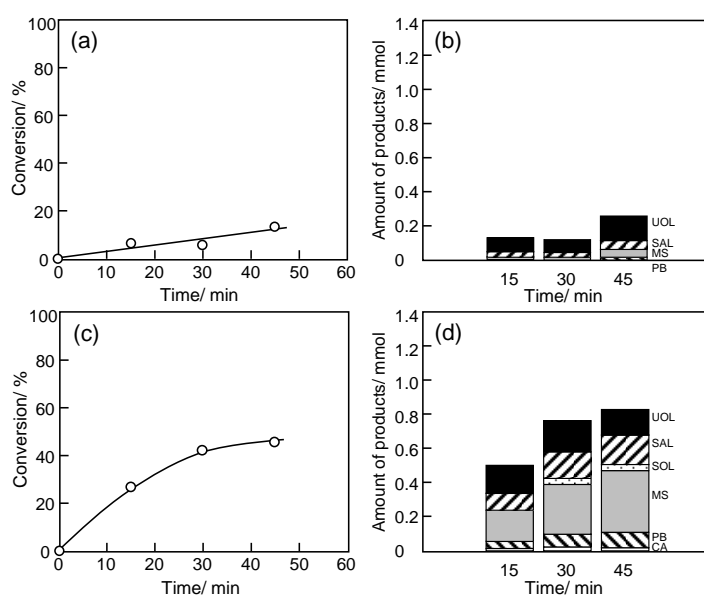 (a)
Conversion/ %
100
80
60
40
20
0
0 10 20 30 40 50 60
Time/ min
(b)
Amount of products/ mmol
1.4
1.2
1.0
0.8
0.6
0.4
0.2
0
UOL
SAL
MS
PB
15 30 45
Time/ min
(c)
Conversion/ %
100
80
60
40
20
0
0 10 20 30 40 50 60
Time/ min
(d)
Amount of products/ mmol
1.4
1.2
1.0
0.8
0.6
0.4
0.2
0
UOL
SAL
SOL
MS
PB
CA
15 30 45
Time/ min